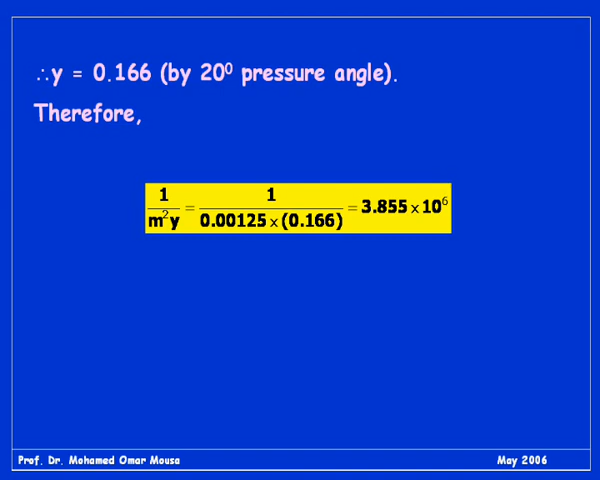 ∴y = 0.166 (by 20⁰ pressure angle).
Therefore,
1/m²y = 1/0.00125×(0.166) = 3.855×10⁶
Prof. Dr. Mohamed Omar Mousa May 2006